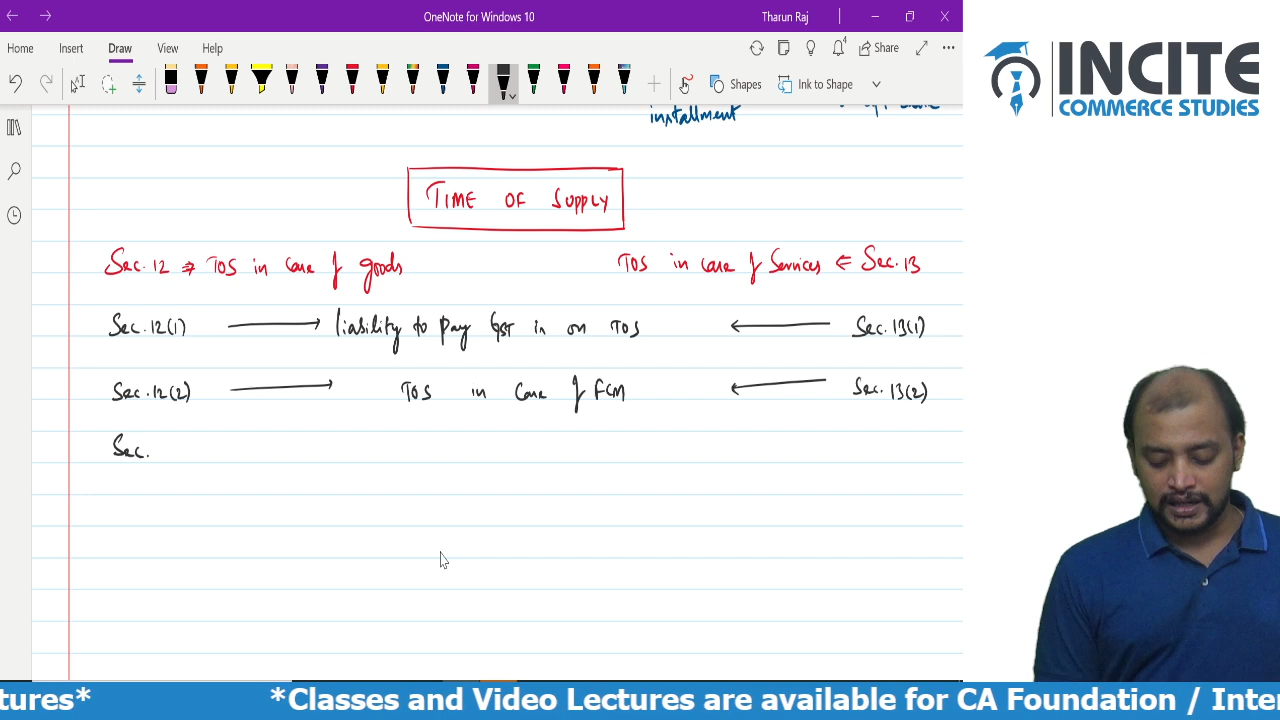 OneNote for Windows 10
Tharun Raj
Home Insert Draw View Help
4
Share
Shapes
Ink to Shape
INCITE
COMMERCE STUDIES
installment
TIME OF SUPPLY
Sec. 12 ⇒ TOS in case of goods
TOS in case of Services ⇐ Sec. 13
Sec. 12(1) → liability to pay GST is on TOS ← Sec. 13(1)
Sec. 12(2) → TOS in case of FCM ← Sec. 13(2)
Sec.
tures* *Classes and Video Lectures are available for CA Foundation / Inter